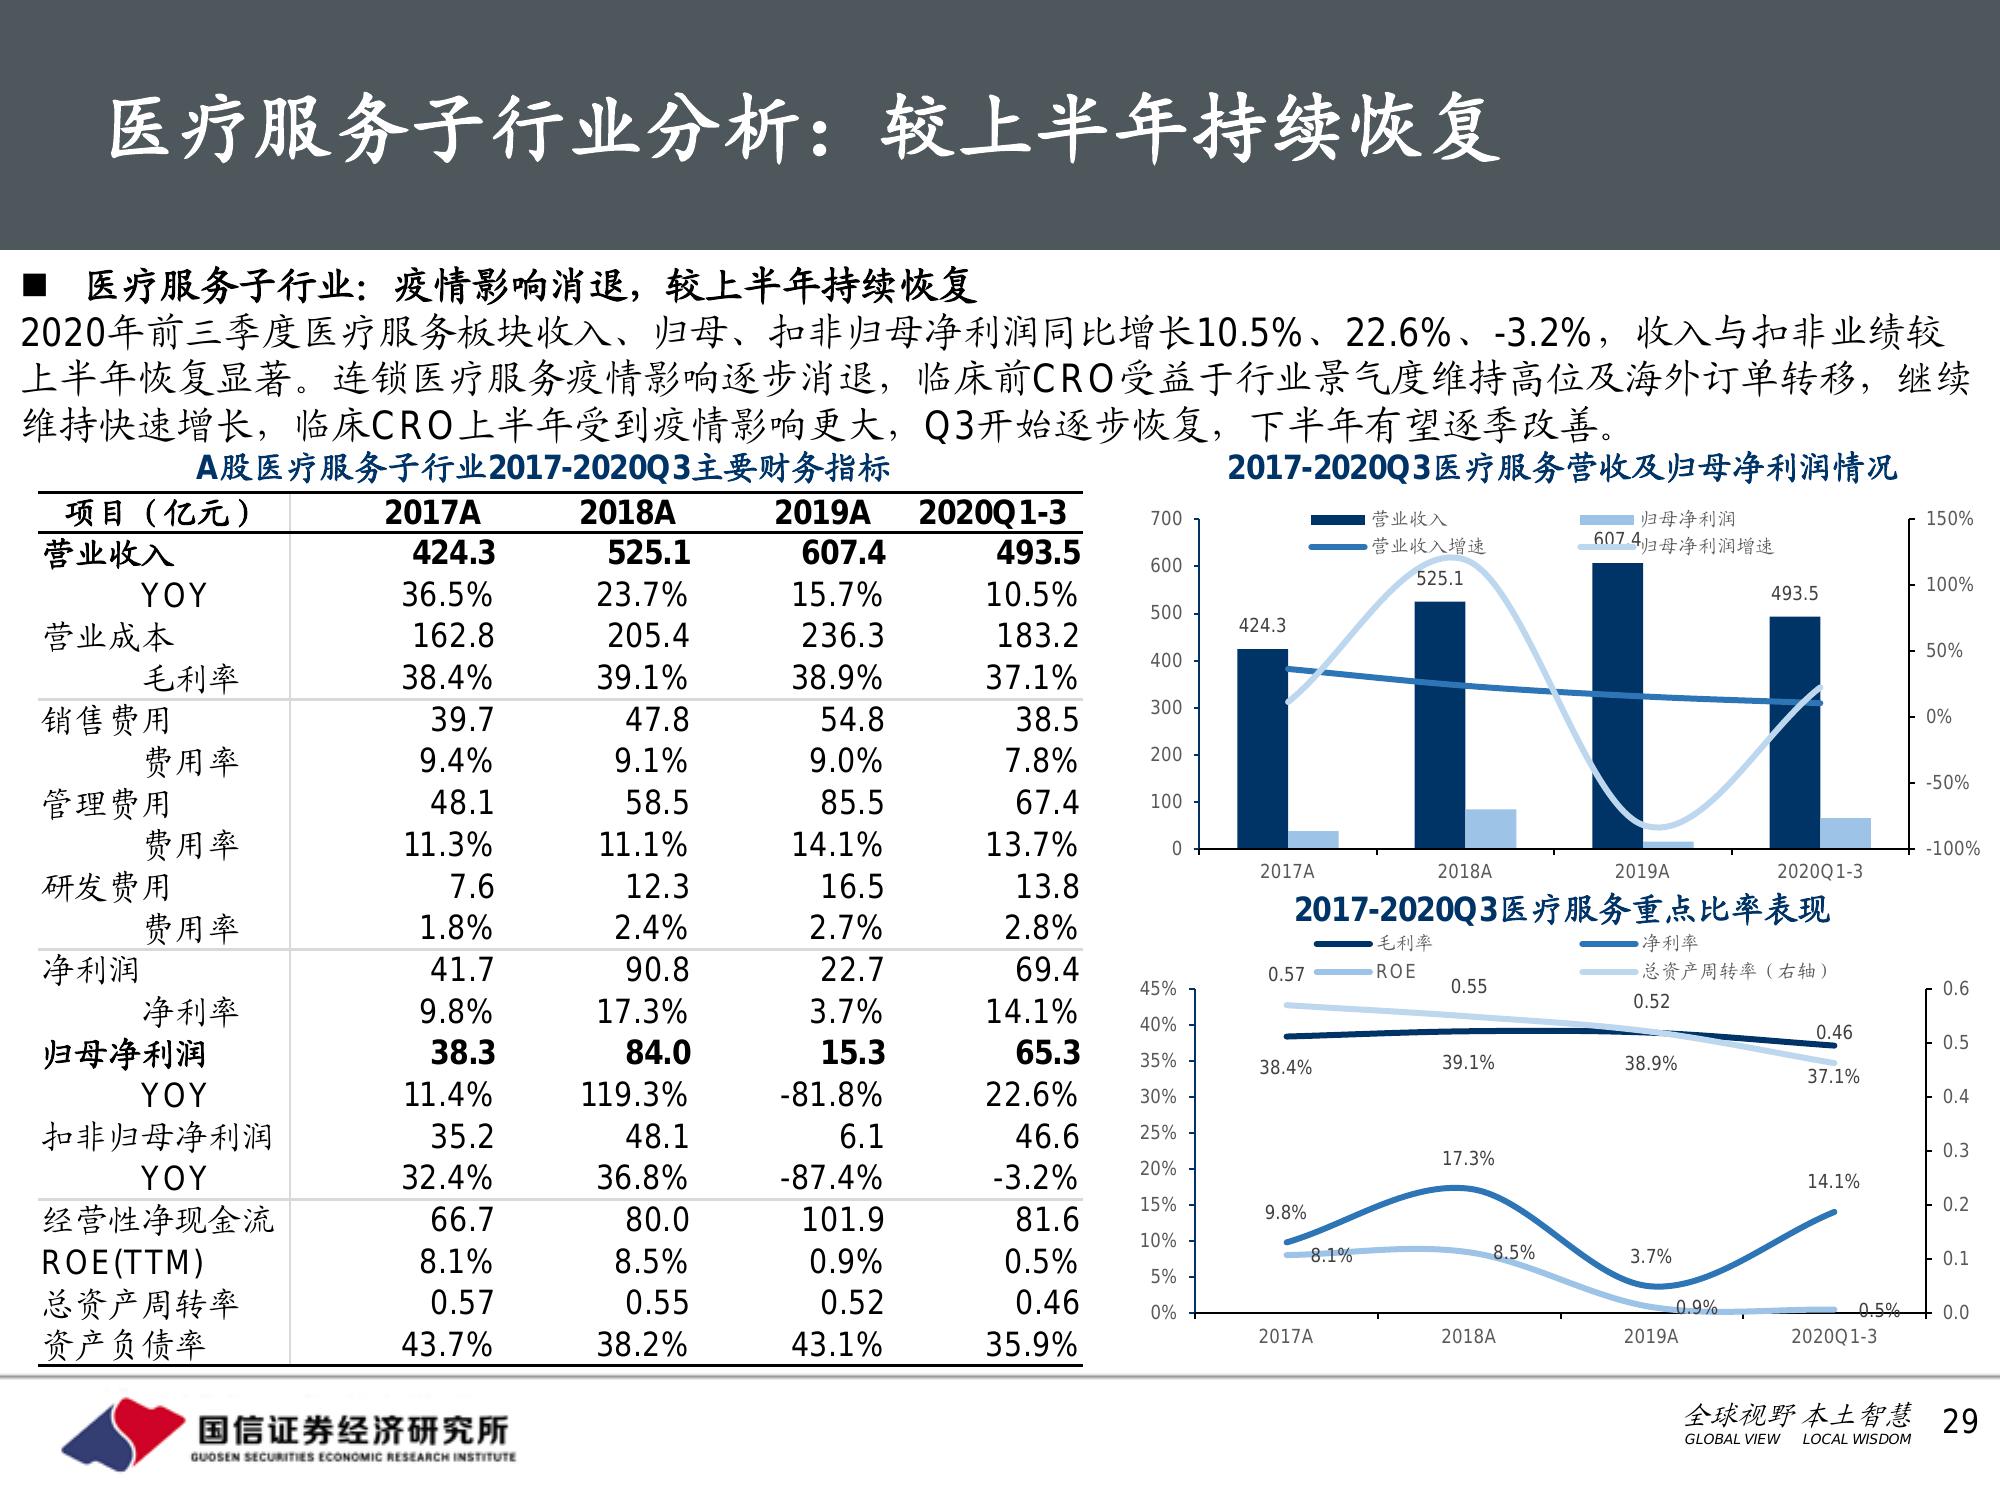 医疗服务子行业分析：较上半年持续恢复
■ 医疗服务子行业：疫情影响消退，较上半年持续恢复
2020年前三季度医疗服务板块收入、归母、扣非归母净利润同比增长10.5%、22.6%、-3.2%，收入与扣非业绩较
上半年恢复显著。连锁医疗服务疫情影响逐步消退，临床前CRO受益于行业景气度维持高位及海外订单转移，继续
维持快速增长，临床CRO上半年受到疫情影响更大，Q3开始逐步恢复，下半年有望逐季改善。
A股医疗服务子行业2017-2020Q3主要财务指标
项目（亿元） 2017A 2018A 2019A 2020Q1-3
营业收入 424.3 525.1 607.4 493.5
YOY 36.5% 23.7% 15.7% 10.5%
营业成本 162.8 205.4 236.3 183.2
毛利率 38.4% 39.1% 38.9% 37.1%
销售费用 39.7 47.8 54.8 38.5
费用率 9.4% 9.1% 9.0% 7.8%
管理费用 48.1 58.5 85.5 67.4
费用率 11.3% 11.1% 14.1% 13.7%
研发费用 7.6 12.3 16.5 13.8
费用率 1.8% 2.4% 2.7% 2.8%
净利润 41.7 90.8 22.7 69.4
净利率 9.8% 17.3% 3.7% 14.1%
归母净利润 38.3 84.0 15.3 65.3
YOY 11.4% 119.3% -81.8% 22.6%
扣非归母净利润 35.2 48.1 6.1 46.6
YOY 32.4% 36.8% -87.4% -3.2%
经营性净现金流 66.7 80.0 101.9 81.6
ROE(TTM) 8.1% 8.5% 0.9% 0.5%
总资产周转率 0.57 0.55 0.52 0.46
资产负债率 43.7% 38.2% 43.1% 35.9%
2017-2020Q3医疗服务营收及归母净利润情况
营业收入 归母净利润
营业收入增速 归母净利润增速
700 150%
600 100%
500 50%
400 0%
300 -50%
200 -100%
100
0
424.3 525.1 607.4 493.5
2017A 2018A 2019A 2020Q1-3
2017-2020Q3医疗服务重点比率表现
毛利率 净利率
ROE 总资产周转率（右轴）
45% 0.6
40% 0.5
35% 0.4
30% 0.3
25% 0.2
20% 0.1
15% 0.0
10%
5%
0%
0.57 0.55 0.52 0.46
38.4% 39.1% 38.9% 37.1%
9.8% 17.3% 3.7% 14.1%
8.1% 8.5% 0.9% 0.5%
2017A 2018A 2019A 2020Q1-3
国信证券经济研究所
GUOSEN SECURITIES ECONOMIC RESEARCH INSTITUTE
全球视野 本土智慧
GLOBAL VIEW LOCAL WISDOM
29